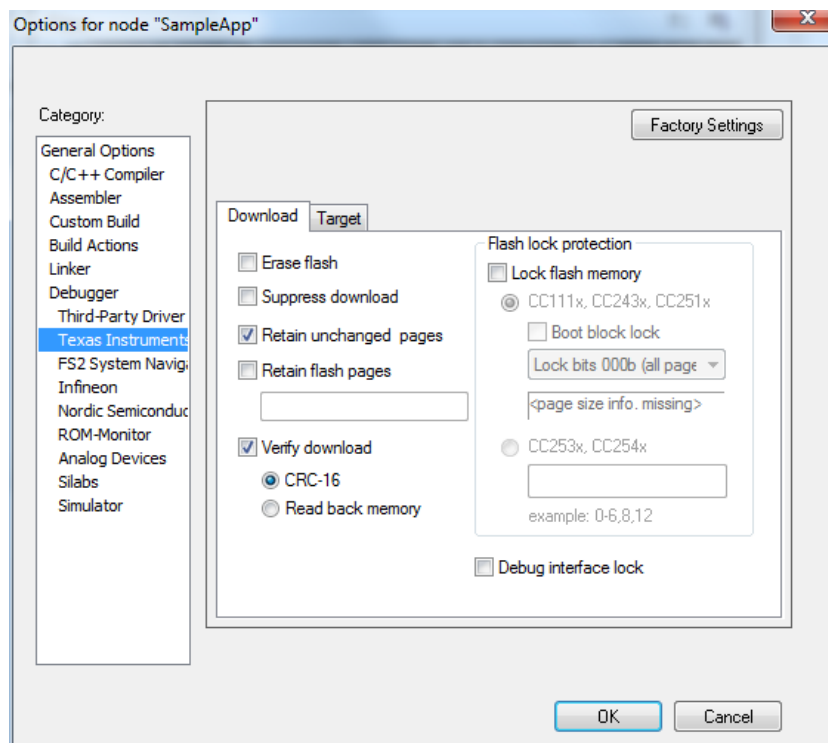 Options for node "SampleApp"
Category:
General Options
C/C++ Compiler
Assembler
Custom Build
Build Actions
Linker
Debugger
Third-Party Driver
Texas Instruments
FS2 System Navig
Infineon
Nordic Semiconduc
ROM-Monitor
Analog Devices
Silabs
Simulator
Factory Settings
Download
Target
Erase flash
Suppress download
Retain unchanged pages
Retain flash pages
Verify download
CRC-16
Read back memory
Flash lock protection
Lock flash memory
CC111x, CC243x, CC251x
Boot block lock
Lock bits 000b (all page
<page size info. missing>
CC253x, CC254x
example: 0-6,8,12
Debug interface lock
OK
Cancel